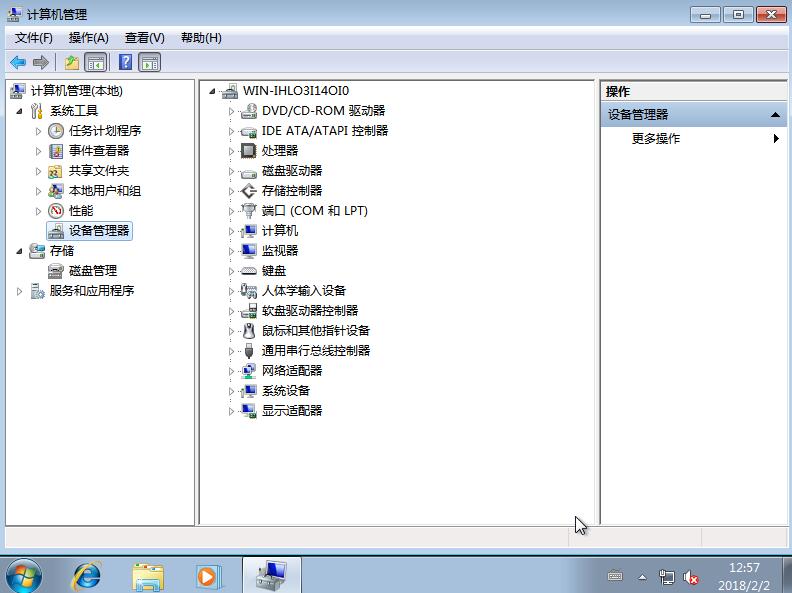 计算机管理
文件(F) 操作(A) 查看(V) 帮助(H)
计算机管理(本地)
系统工具
任务计划程序
事件查看器
共享文件夹
本地用户和组
性能
设备管理器
存储
磁盘管理
服务和应用程序
WIN-IHLO3I14OI0
DVD/CD-ROM 驱动器
IDE ATA/ATAPI 控制器
处理器
磁盘驱动器
存储控制器
端口 (COM 和 LPT)
计算机
监视器
键盘
人体学输入设备
软盘驱动器控制器
鼠标和其他指针设备
通用串行总线控制器
网络适配器
系统设备
显示适配器
操作
设备管理器
更多操作
12:57
2018/2/2